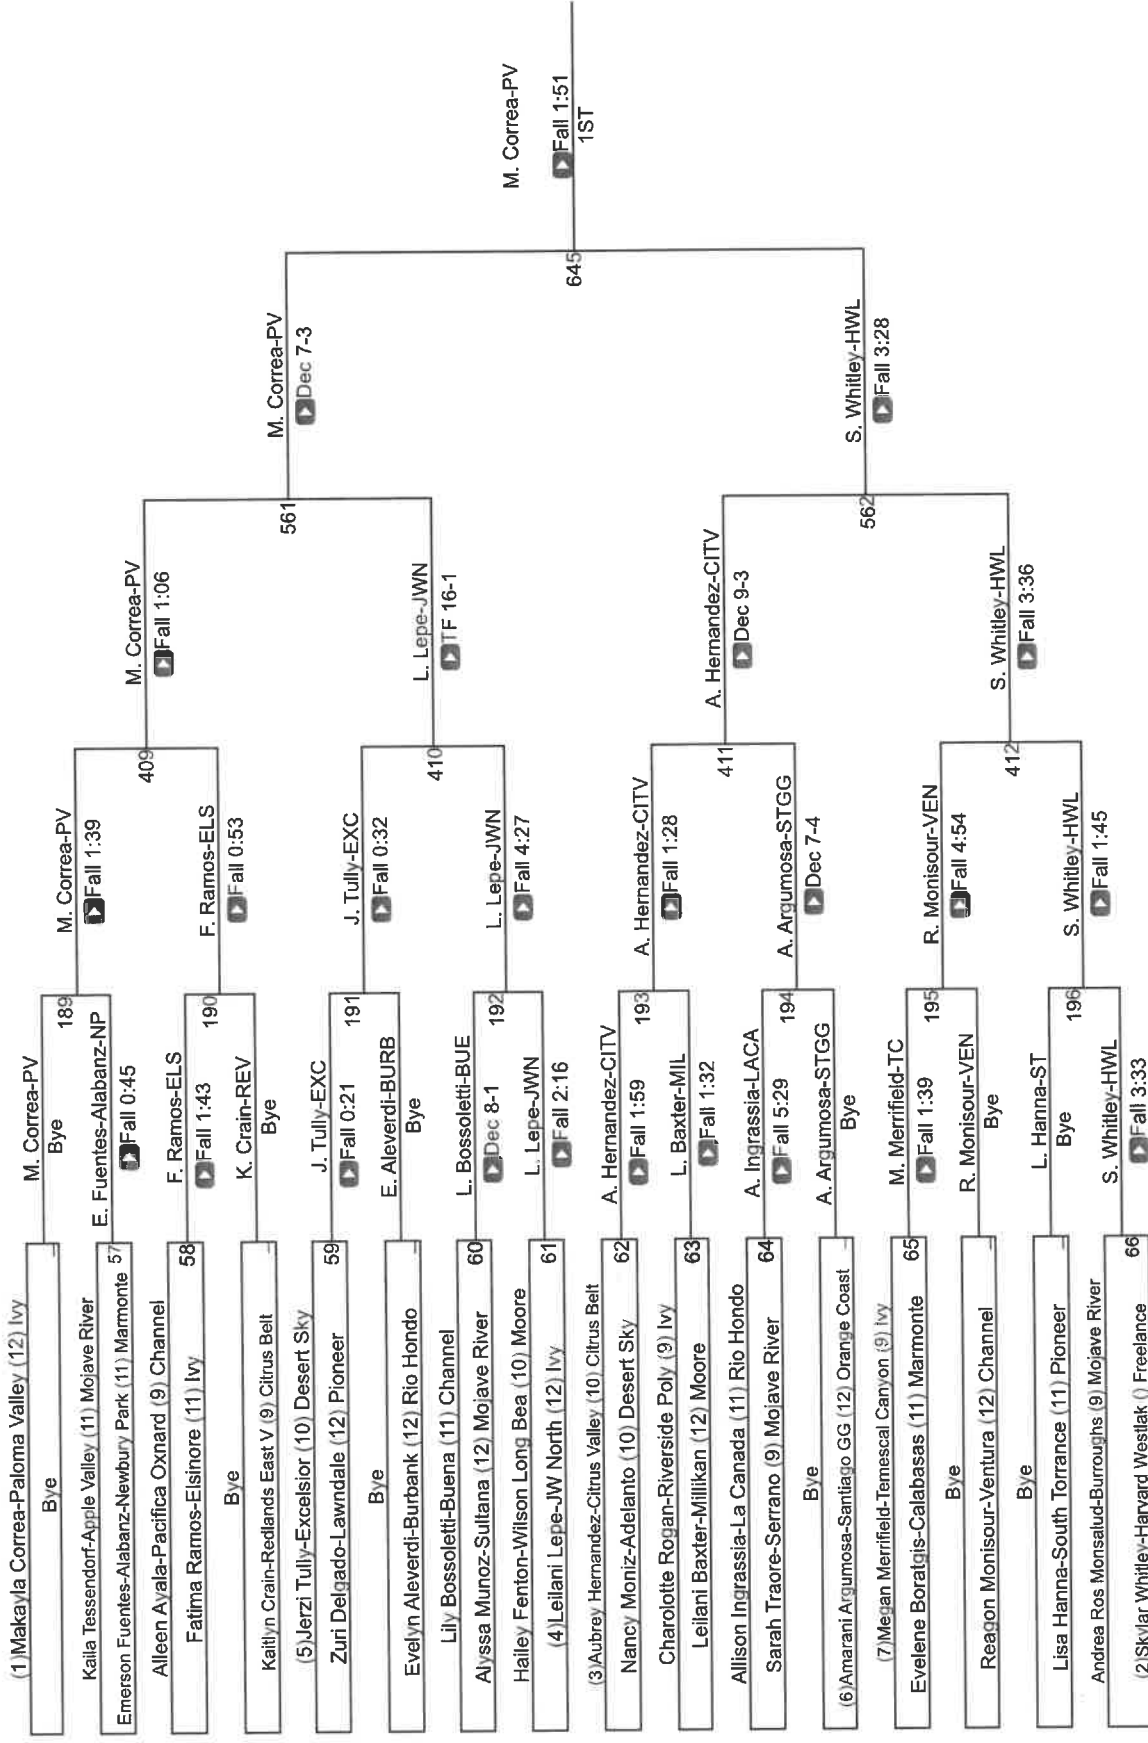 (1)Makayla Correa-Paloma Valley (12) Ivy
Bye
Kaila Tessendorf-Apple Valley (11) Mojave River
Emerson Fuentes-Alabanz-Newbury Park (11) Marmonte
57
Alleen Ayala-Pacifica Oxnard (9) Channel
Fatima Ramos-Elsinore (11) Ivy
58
Bye
Kaitlyn Crain-Redlands East V (9) Citrus Belt
(5)Jerzi Tully-Excelsior (10) Desert Sky
Zuri Delgado-Lawndale (12) Pioneer
59
Bye
Evelyn Aleverdi-Burbank (12) Rio Hondo
Lily Bossoletti-Buena (11) Channel
Alyssa Munoz-Sultana (12) Mojave River
60
Hailey Fenton-Wilson Long Bea (10) Moore
(4)Leilani Lepe-JW North (12) Ivy
61
(3)Aubrey Hernandez-Citrus Valley (10) Citrus Belt
Nancy Moniz-Adelanto (10) Desert Sky
62
Charolotte Rogan-Riverside Poly (9) Ivy
Leilani Baxter-Millikan (12) Moore
63
Allison Ingrassia-La Canada (11) Rio Hondo
Sarah Traore-Serrano (9) Mojave River
64
Bye
(6)Amarani Argumosa-Santiago GG (12) Orange Coast
(7)Megan Merrifield-Temescal Canyon (9) Ivy
Evelene Boratgis-Calabasas (11) Marmonte
65
Bye
Reagon Monisour-Ventura (12) Channel
Bye
Lisa Hanna-South Torrance (11) Pioneer
Andrea Ros Monsalud-Burroughs (9) Mojave River
(2)Skylar Whitley-Harvard Westlak () Freelance
66
M. Correa-PV
Bye
189
E. Fuentes-Alabanz-NP
Fall 0:45
F. Ramos-ELS
Fall 1:43
190
K. Crain-REV
Bye
J. Tully-EXC
Fall 0:21
191
E. Aleverdi-BURB
Bye
L. Bossoletti-BUE
Dec 8-1
192
L. Lepe-JWN
Fall 2:16
A. Hernandez-CITV
Fall 1:59
193
L. Baxter-MIL
Fall 1:32
A. Ingrassia-LACA
Fall 5:29
194
A. Argumosa-STGG
Bye
M. Merrifield-TC
Fall 1:39
195
R. Monisour-VEN
Bye
L. Hanna-ST
Bye
196
S. Whitley-HWL
Fall 3:33
M. Correa-PV
Fall 1:39
409
F. Ramos-ELS
Fall 0:53
J. Tully-EXC
Fall 0:32
410
L. Lepe-JWN
Fall 4:27
A. Hernandez-CITV
Fall 1:28
411
A. Argumosa-STGG
Dec 7-4
R. Monisour-VEN
Fall 4:54
412
S. Whitley-HWL
Fall 1:45
M. Correa-PV
Fall 1:06
561
L. Lepe-JWN
TF 16-1
A. Hernandez-CITV
Dec 9-3
562
S. Whitley-HWL
Fall 3:36
M. Correa-PV
Dec 7-3
645
S. Whitley-HWL
Fall 3:28
M. Correa-PV
Fall 1:51
1ST